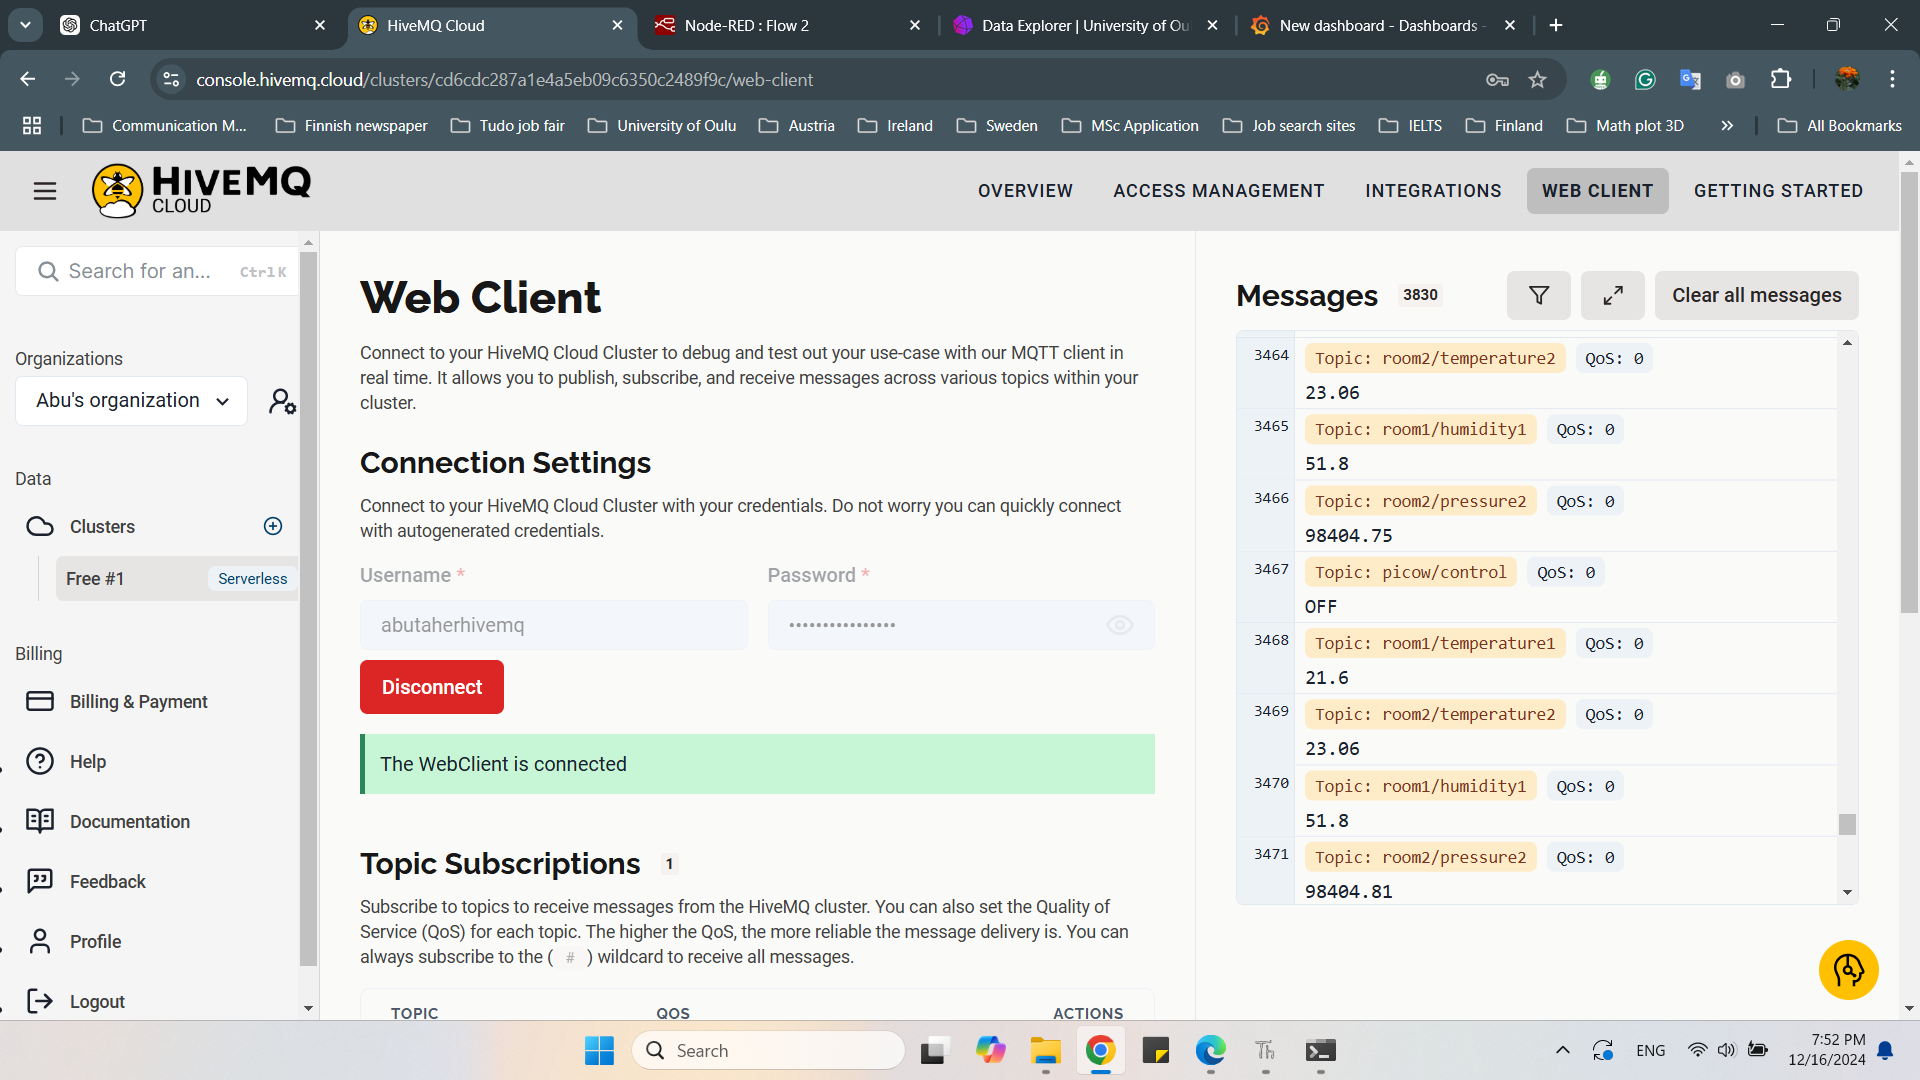 ChatGPT
HiveMQ Cloud
Node-RED : Flow 2
Data Explorer | University of Ou
New dashboard - Dashboards -
console.hivemq.cloud/clusters/cd6cdc287a1e4a5eb09c6350c2489f9c/web-client
Communication M...
Finnish newspaper
Tudo job fair
University of Oulu
Austria
Ireland
Sweden
MSc Application
Job search sites
IELTS
Finland
Math plot 3D
All Bookmarks
HIVEMQ
CLOUD
OVERVIEW
ACCESS MANAGEMENT
INTEGRATIONS
WEB CLIENT
GETTING STARTED
Search for an...
Ctrl K
Organizations
Abu's organization
Data
Clusters
Free #1
Serverless
Billing
Billing & Payment
Help
Documentation
Feedback
Profile
Logout
Web Client
Connect to your HiveMQ Cloud Cluster to debug and test out your use-case with our MQTT client in
real time. It allows you to publish, subscribe, and receive messages across various topics within your
cluster.
Connection Settings
Connect to your HiveMQ Cloud Cluster with your credentials. Do not worry you can quickly connect
with autogenerated credentials.
Username *
Password *
abutaherhivemq
••••••••••••••••
Disconnect
The WebClient is connected
Topic Subscriptions 1
Subscribe to topics to receive messages from the HiveMQ cluster. You can also set the Quality of
Service (QoS) for each topic. The higher the QoS, the more reliable the message delivery is. You can
always subscribe to the ( # ) wildcard to receive all messages.
TOPIC QOS ACTIONS
Messages 3830
Clear all messages
3464 Topic: room2/temperature2 QoS: 0
23.06
3465 Topic: room1/humidity1 QoS: 0
51.8
3466 Topic: room2/pressure2 QoS: 0
98404.75
3467 Topic: picow/control QoS: 0
OFF
3468 Topic: room1/temperature1 QoS: 0
21.6
3469 Topic: room2/temperature2 QoS: 0
23.06
3470 Topic: room1/humidity1 QoS: 0
51.8
3471 Topic: room2/pressure2 QoS: 0
98404.81
Search
Th
ENG
7:52 PM
12/16/2024